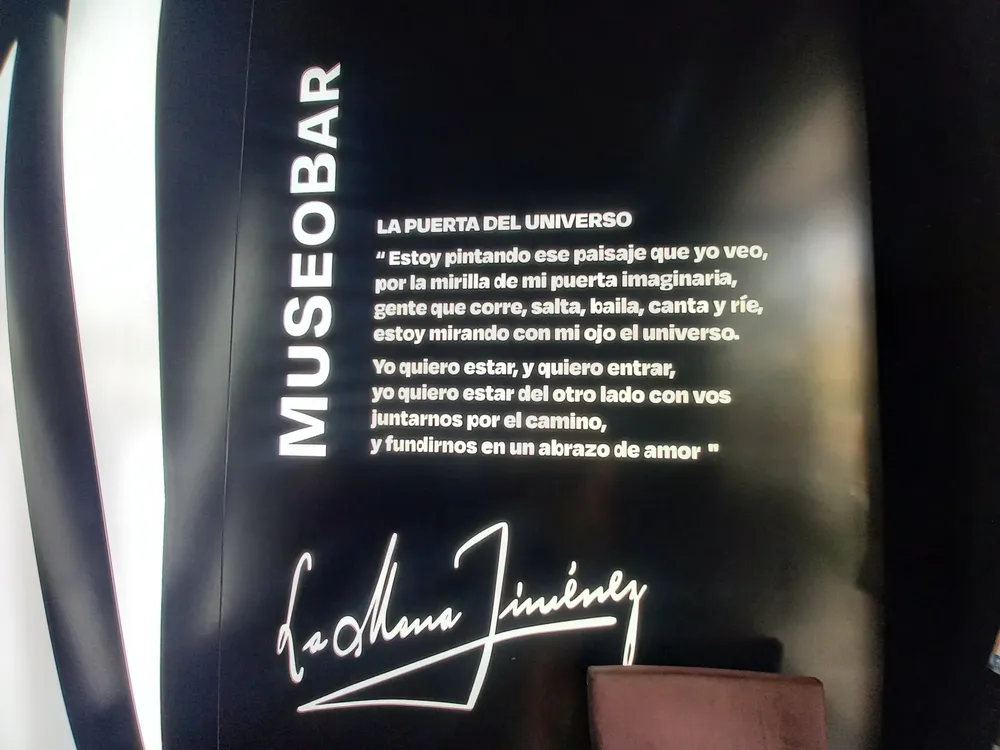 MUSEOBAR
LA PUERTA DEL UNIVERSO
" Estoy pintando ese paisaje que yo veo,
por la mirilla de mi puerta imaginaria,
gente que corre, salta, baila, canta y ríe,
estoy mirando con mi ojo el universo.
Yo quiero estar, y quiero entrar,
yo quiero estar del otro lado con vos
juntarnos por el camino,
y fundirnos en un abrazo de amor "
La Mona Jiménez